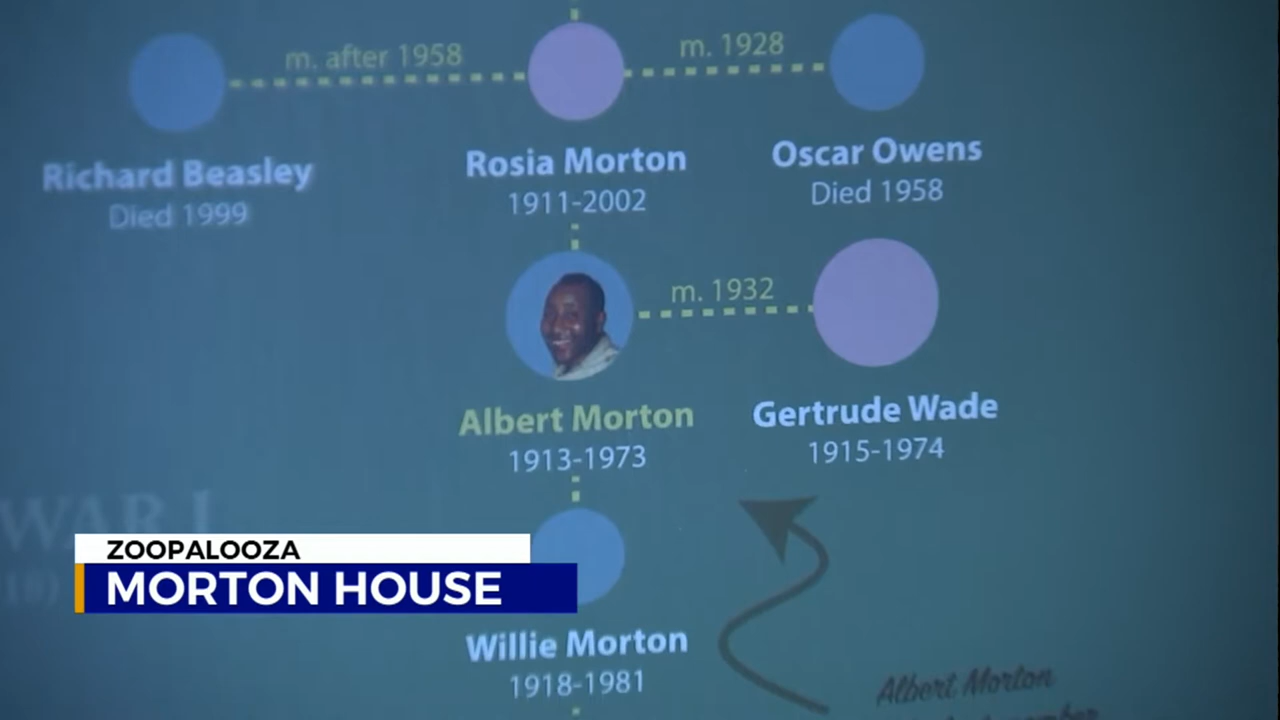 m. after 1958
m. 1928
Richard Beasley
Died 1999
Rosia Morton
1911-2002
Oscar Owens
Died 1958
m. 1932
Albert Morton
1913-1973
Gertrude Wade
1915-1974
WAR I
ZOOPALOOZA
MORTON HOUSE
Willie Morton
1918-1981
Albert Morton